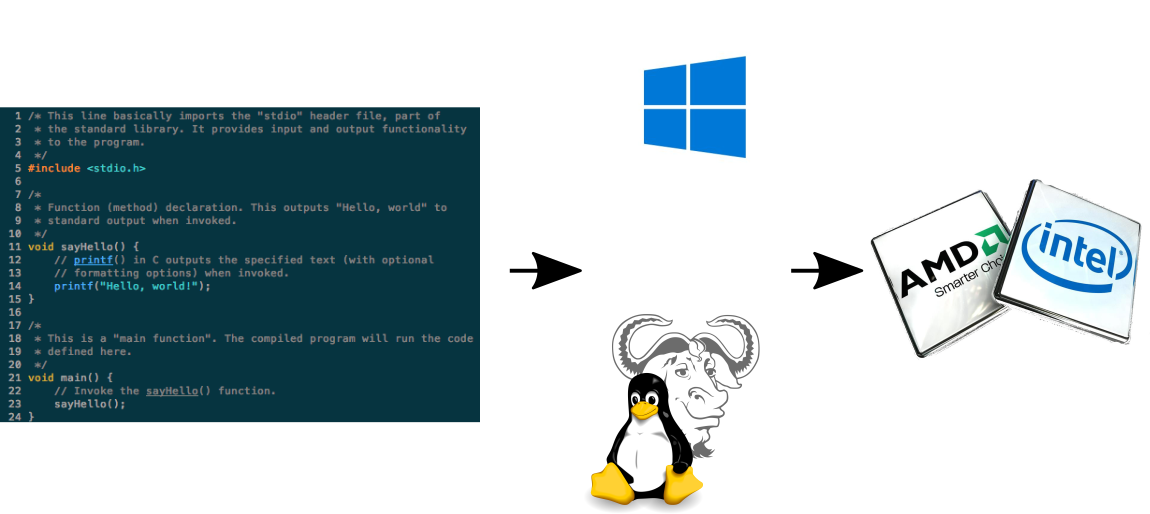 1 /* This line basically imports the "stdio" header file, part of
2  * the standard library. It provides input and output functionality
3  * to the program.
4  */
5 #include <stdio.h>
6
7 /*
8  * Function (method) declaration. This outputs "Hello, world" to
9  * standard output when invoked.
10  */
11 void sayHello() {
12     // printf() in C outputs the specified text (with optional
13     // formatting options) when invoked.
14     printf("Hello, world!");
15 }
16
17 /*
18  * This is a "main function". The compiled program will run the code
19  * defined here.
20  */
21 void main() {
22     // Invoke the sayHello() function.
23     sayHello();
24 }
AMD
Smarter
intel